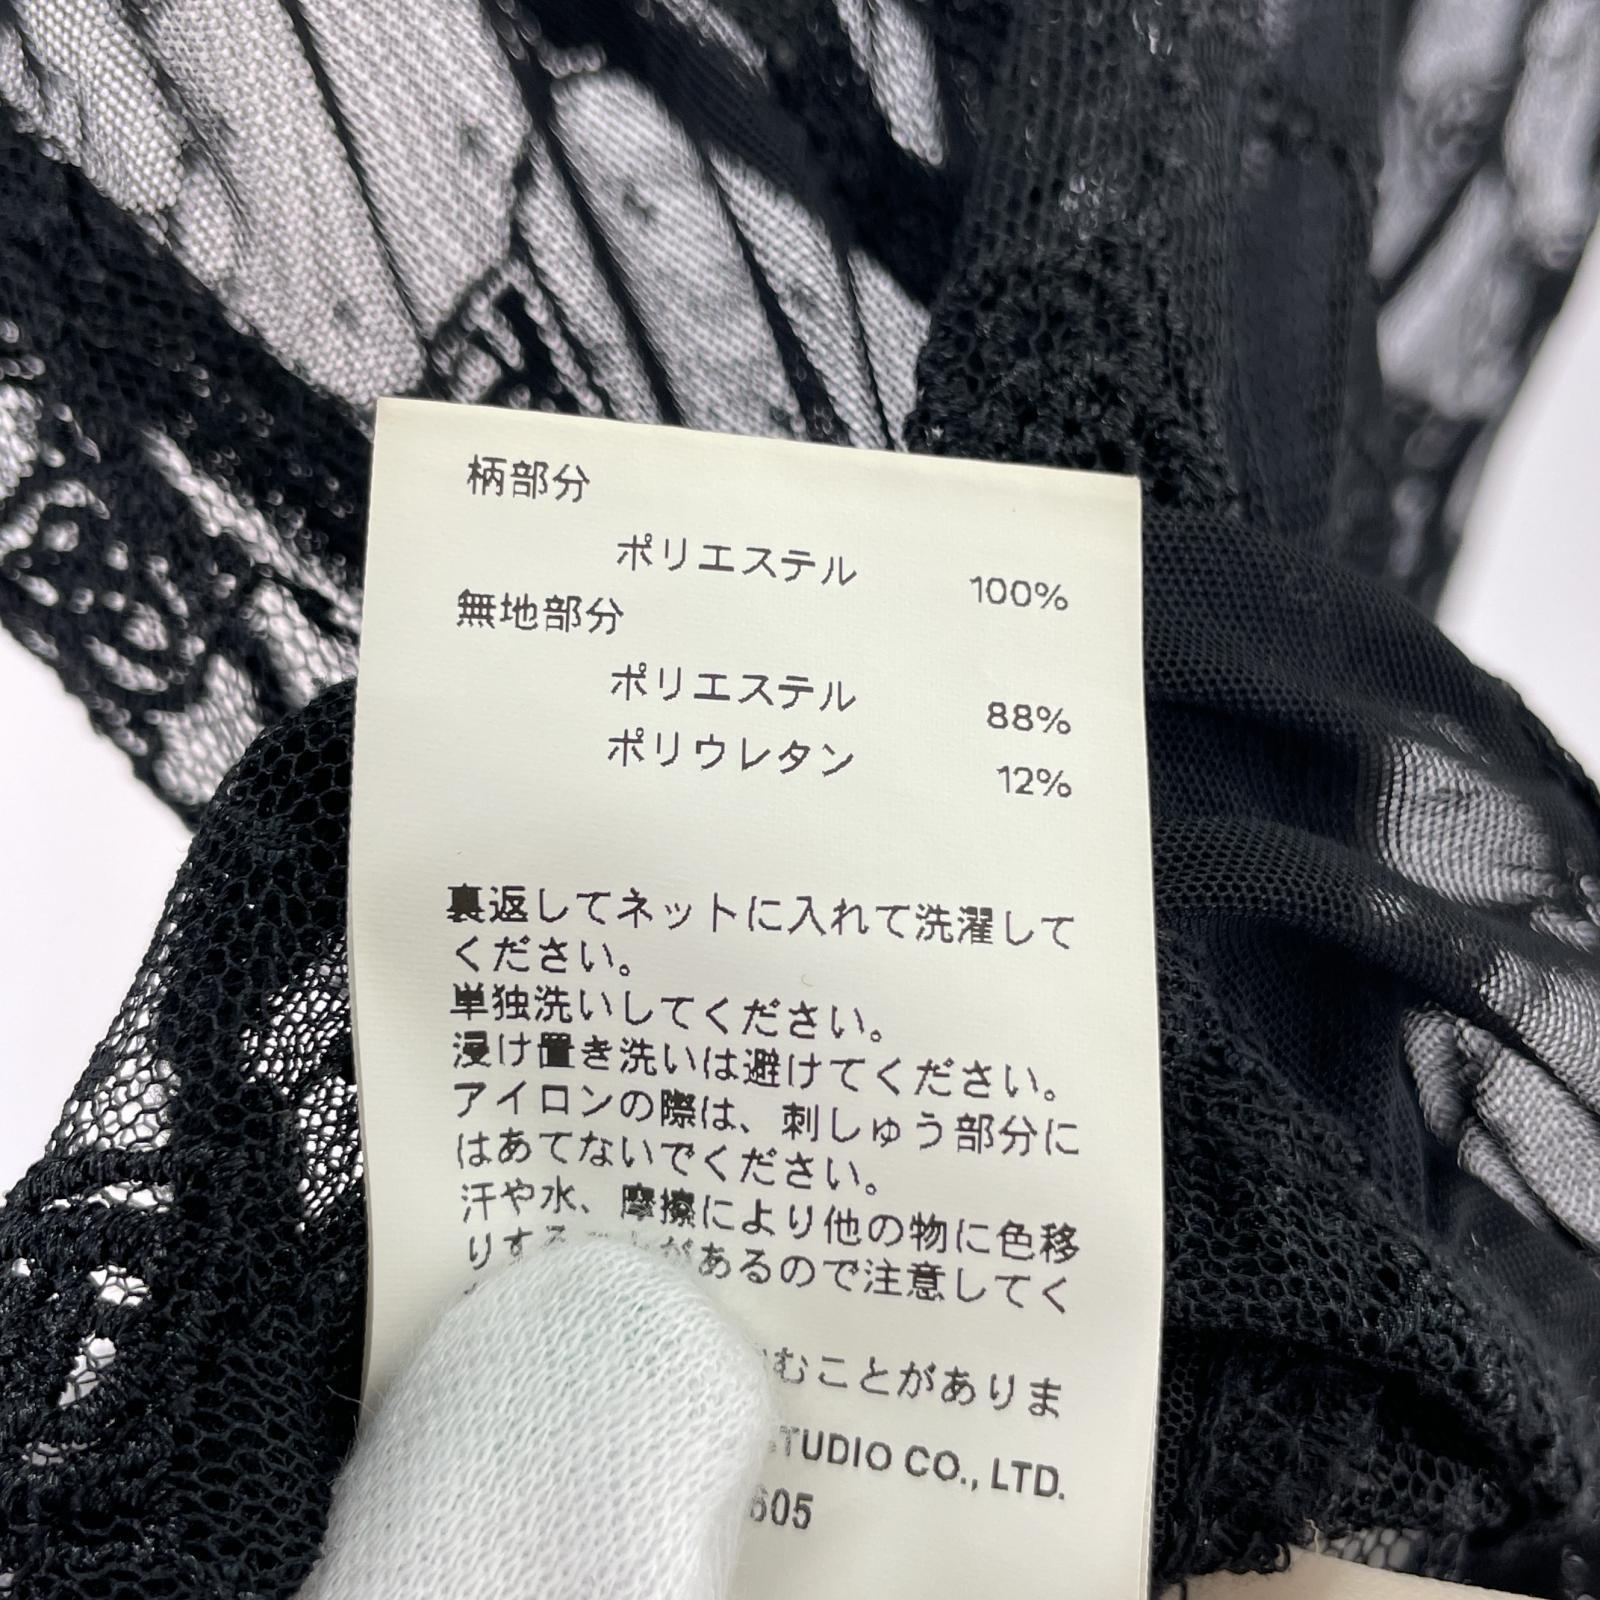 柄部分
ポリエステル 100%
無地部分
ポリエステル 88%
ポリウレタン 12%
裏返してネットに入れて洗濯して
ください。
単独洗いしてください。
浸け置き洗いは避けてください。
アイロンの際は、刺しゅう部分に
はあてないでください。
汗や水、摩擦により他の物に色移
りすることがあるので注意してく
むことがありま
STUDIO CO., LTD.
605